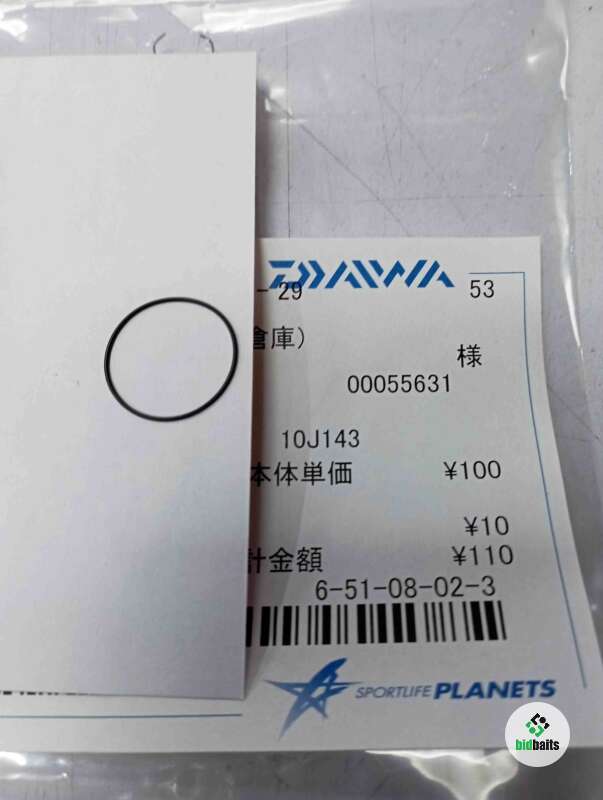 DAIWA
- 29 53
倉庫)
様
00055631
10J143
本体単価 ¥100
¥10
計金額 ¥110
6-51-08-02-3
SPORTLIFE PLANETS
bidbaits